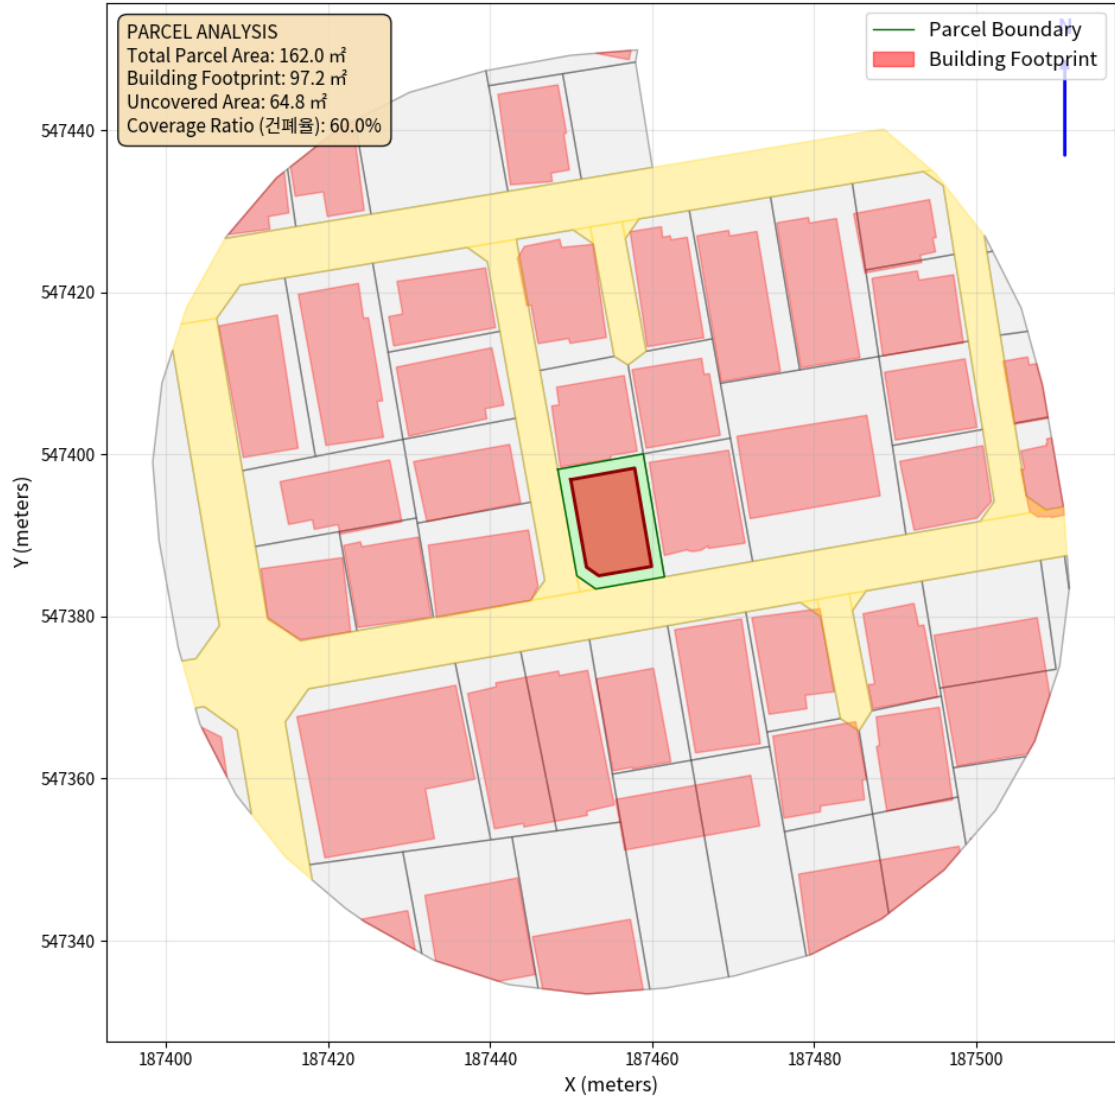 PARCEL ANALYSIS
Total Parcel Area: 162.0 ㎡
Building Footprint: 97.2 ㎡
Uncovered Area: 64.8 ㎡
Coverage Ratio (건폐율): 60.0%
Parcel Boundary
Building Footprint
N
547440
547420
547400
547380
547360
547340
Y (meters)
187400
187420
187440
187460
187480
187500
X (meters)